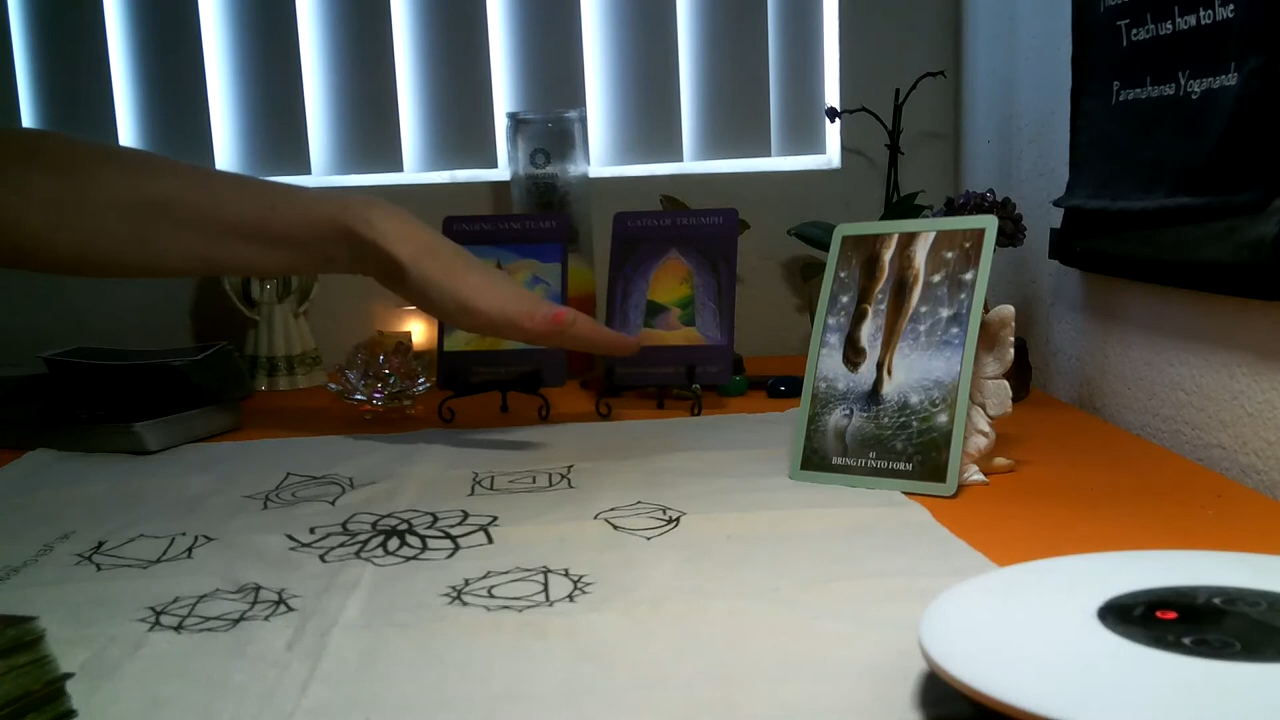 Teach us how to live
Paramahansa Yogananda
FINDING SANCTUARY
GATES OF TRIUMPH
41
BRING IT INTO FORM